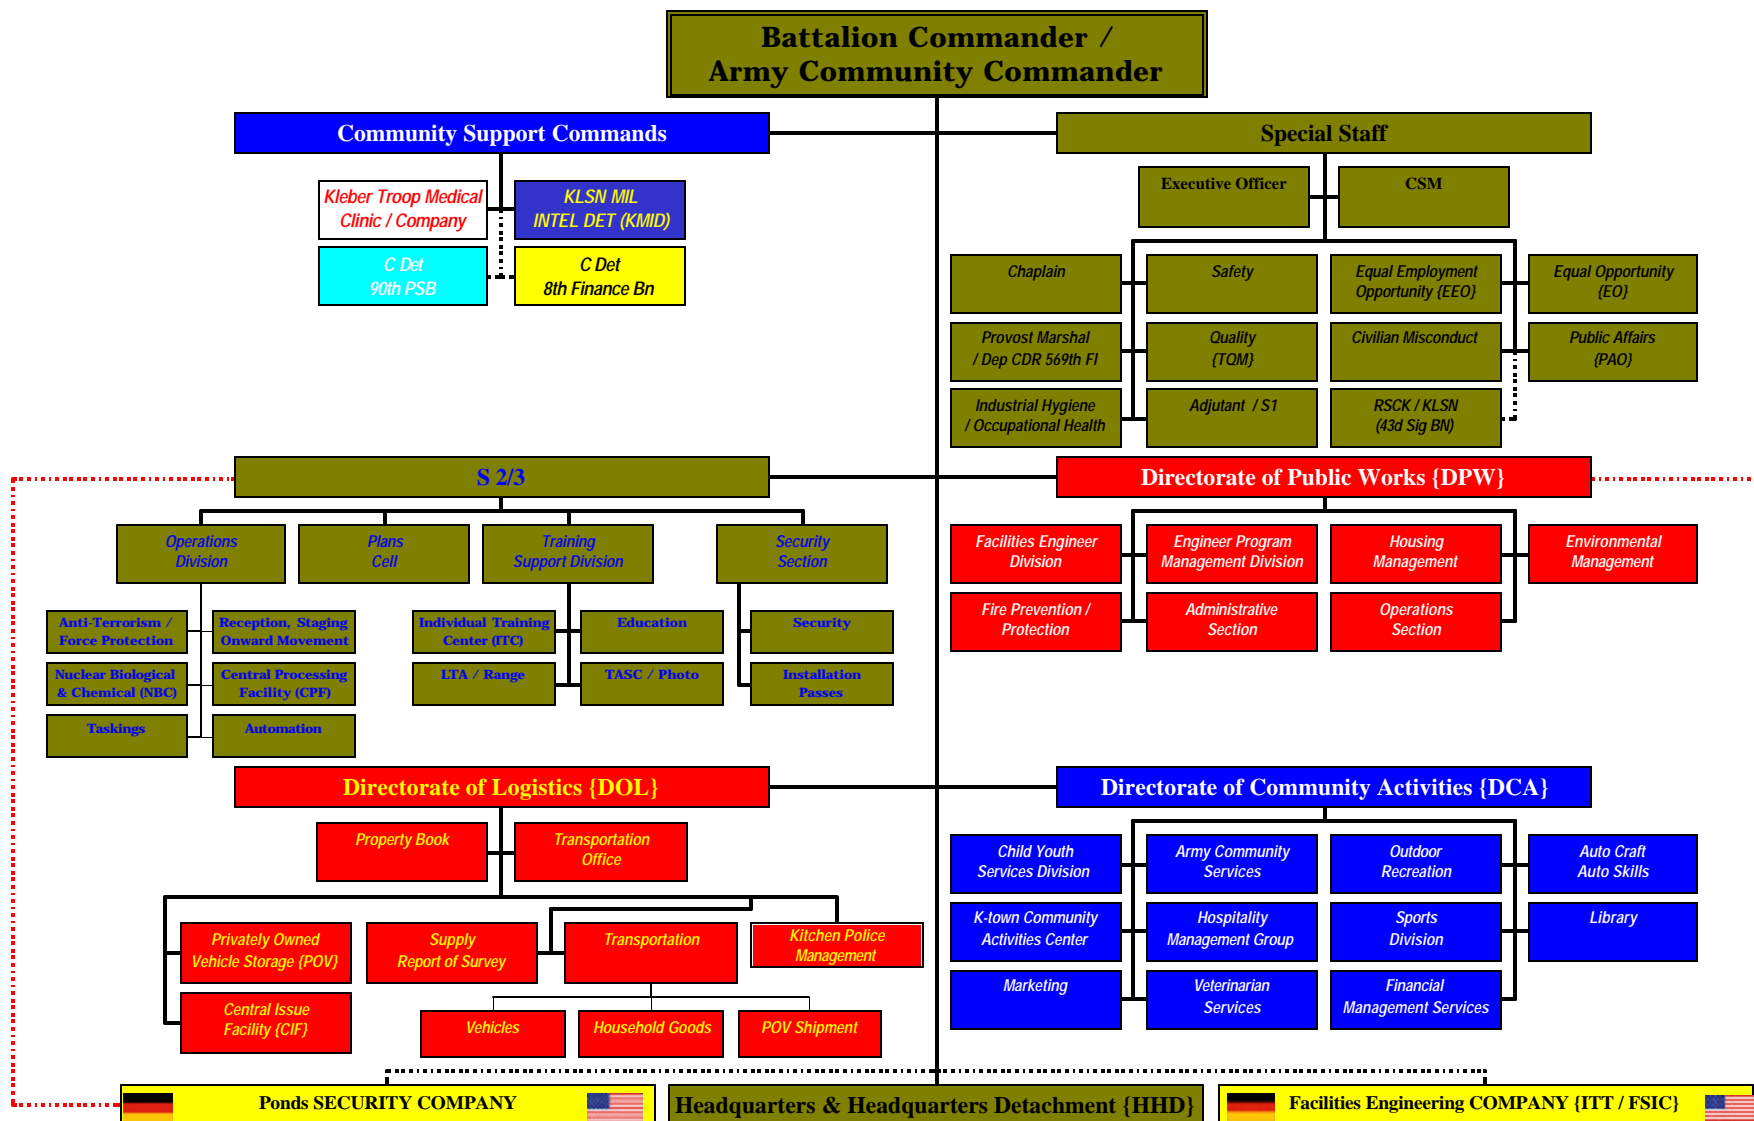 Battalion Commander /
Army Community Commander
Community Support Commands
Special Staff
Kleber Troop Medical
Clinic / Company
KLSN MIL
INTEL DET (KMID)
C Det
90th PSB
C Det
8th Finance Bn
Executive Officer
CSM
Chaplain
Safety
Equal Employment
Opportunity {EEO}
Equal Opportunity
{EO}
Provost Marshal
/ Dep CDR 569th FI
Quality
{TQM}
Civilian Misconduct
Public Affairs
{PAO}
Industrial Hygiene
/ Occupational Health
Adjutant / S1
RSCK / KLSN
(43d Sig BN)
S 2/3
Directorate of Public Works {DPW}
Operations
Division
Plans
Cell
Training
Support Division
Security
Section
Anti-Terrorism /
Force Protection
Reception, Staging
Onward Movement
Individual Training
Center (ITC)
Education
Security
Nuclear Biological
& Chemical (NBC)
Central Processing
Facility (CPF)
LTA / Range
TASC / Photo
Installation
Passes
Taskings
Automation
Facilities Engineer
Division
Engineer Program
Management Division
Housing
Management
Environmental
Management
Fire Prevention /
Protection
Administrative
Section
Operations
Section
Directorate of Logistics {DOL}
Directorate of Community Activities {DCA}
Property Book
Transportation
Office
Privately Owned
Vehicle Storage {POV}
Supply
Report of Survey
Transportation
Kitchen Police
Management
Central Issue
Facility {CIF}
Vehicles
Household Goods
POV Shipment
Child Youth
Services Division
Army Community
Services
Outdoor
Recreation
Auto Craft
Auto Skills
K-town Community
Activities Center
Hospitality
Management Group
Sports
Division
Library
Marketing
Veterinarian
Services
Financial
Management Services
Ponds SECURITY COMPANY
Headquarters & Headquarters Detachment {HHD}
Facilities Engineering COMPANY {ITT / FSIC}